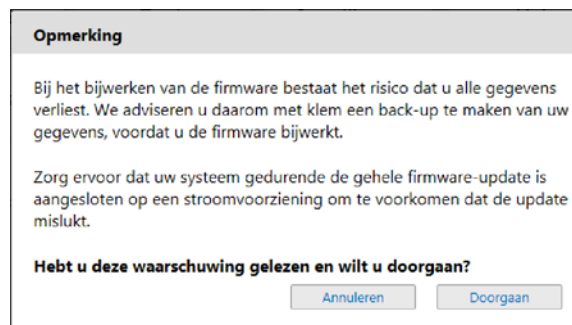 Opmerking
Bij het bijwerken van de firmware bestaat het risico dat u alle gegevens
verliest. We adviseren u daarom met klem een back-up te maken van uw
gegevens, voordat u de firmware bijwerkt.
Zorg ervoor dat uw systeem gedurende de gehele firmware-update is
aangesloten op een stroomvoorziening om te voorkomen dat de update
mislukt.
Hebt u deze waarschuwing gelezen en wilt u doorgaan?
Annuleren Doorgaan